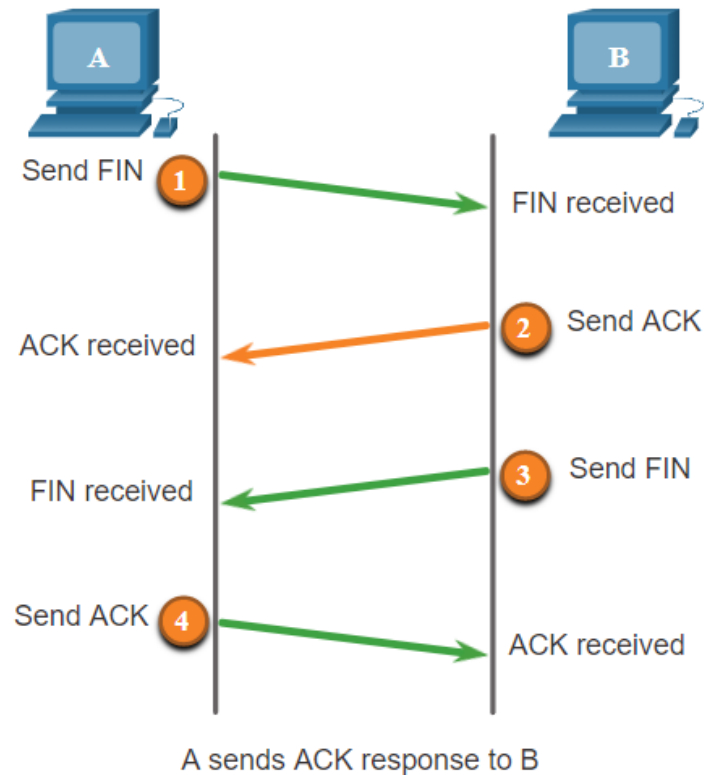 A
B
Send FIN
1
FIN received
2
Send ACK
ACK received
3
Send FIN
FIN received
Send ACK
4
ACK received
A sends ACK response to B